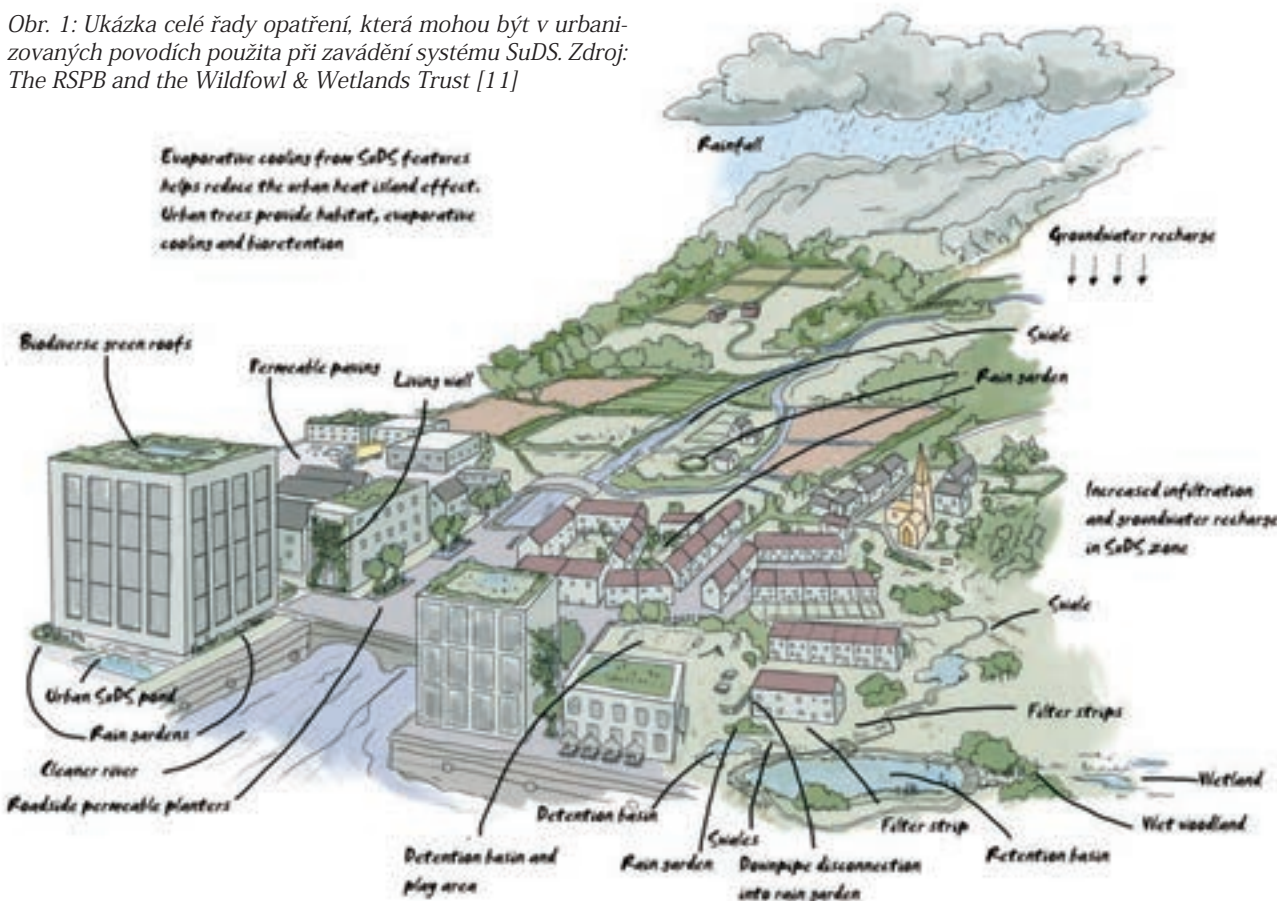 Obr. 1: Ukázka celé řady opatření, která mohou být v urbani-
zovaných povodích použita při zavádění systému SuDS. Zdroj:
The RSPB and the Wildfowl & Wetlands Trust [11]
Rainfall
Evaporative cooling from SuDS features
helps reduce the urban heat island effect.
Urban trees provide habitat, evaporative
cooling and bioretention
Groundwater recharge
Swale
Biodiverse green roofs
Permeable paving
Living wall
Rain garden
Increased infiltration
and groundwater recharge
in SuDS zone
Swale
Urban SuDS pond
Rain gardens
Filter strips
Cleaner river
Roadside permeable planters
Wetland
Detention basin
Wet woodland
Filter strip
Swales
Retention basin
Detention basin and
play area
Rain garden
Downpipe disconnection
into rain garden